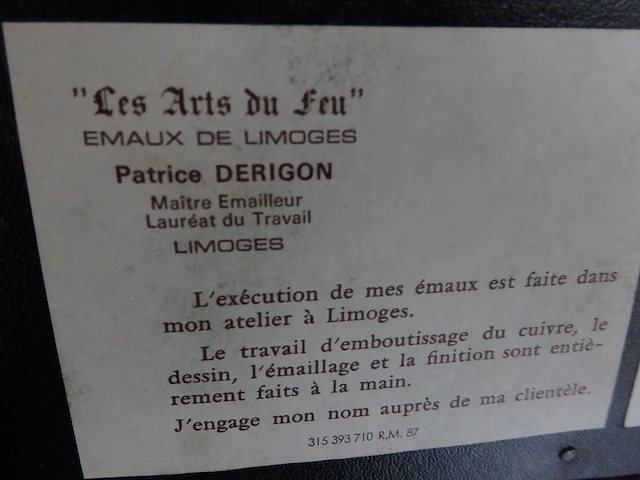 "Les Arts du Feu"
EMAUX DE LIMOGES
Patrice DERIGON
Maître Emailleur
Lauréat du Travail
LIMOGES
L'exécution de mes émaux est faite dans
mon atelier à Limoges.
Le travail d'emboutissage du cuivre, le
dessin, l'émaillage et la finition sont entiè-
rement faits à la main.
J'engage mon nom auprès de ma clientèle.
315 393 710 R.M. 87